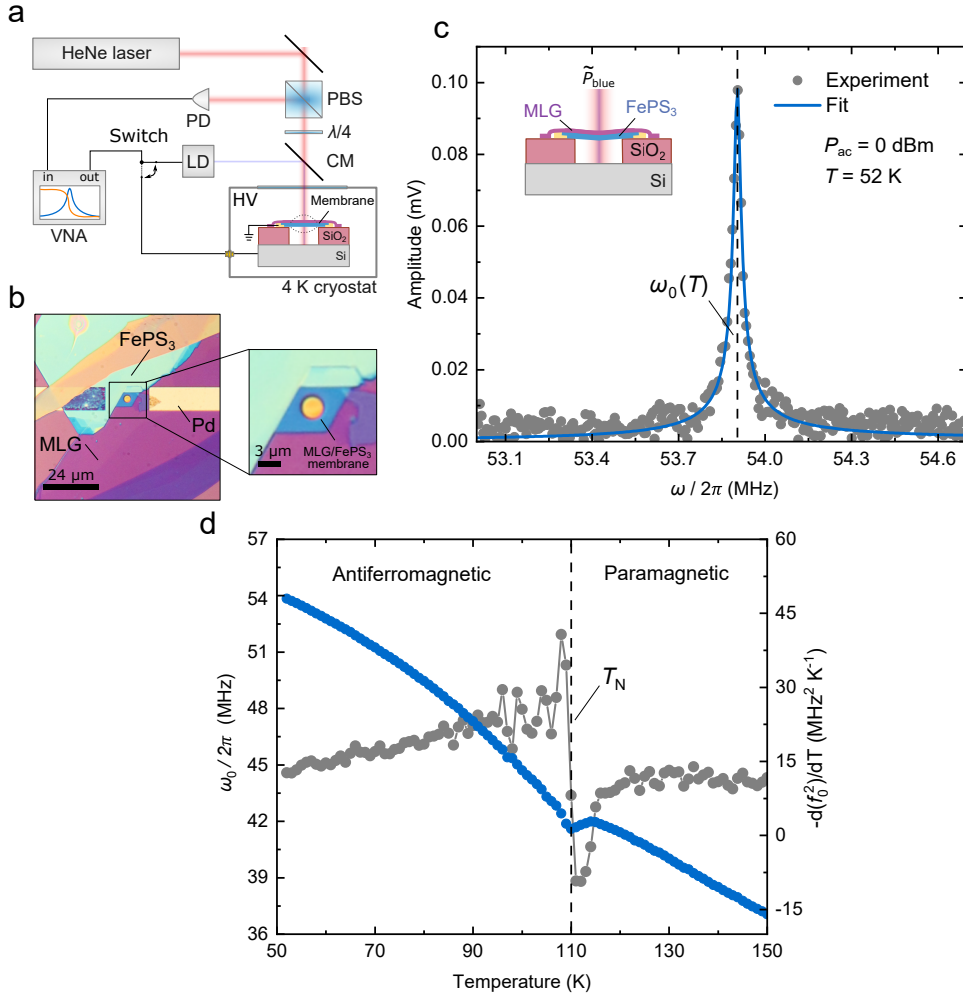 a
HeNe laser
PBS
PD
λ/4
Switch
LD
CM
in out
VNA
HV
Membrane
SiO2
Si
4 K cryostat
b
FePS3
Pd
MLG
24 µm
3 µm
MLG/FePS3
membrane
c
P̃blue
MLG
FePS3
SiO2
Si
Experiment
Fit
Pac = 0 dBm
T = 52 K
ω0(T)
Amplitude (mV)
0.10
0.08
0.06
0.04
0.02
0.00
53.1 53.4 53.7 54.0 54.3 54.6
ω / 2π (MHz)
d
Antiferromagnetic
Paramagnetic
TN
ω0 / 2π (MHz)
57
54
51
48
45
42
39
36
50 70 90 110 130 150
Temperature (K)
60
45
30
15
0
-15
-d(f0²)/dT (MHz² K⁻¹)